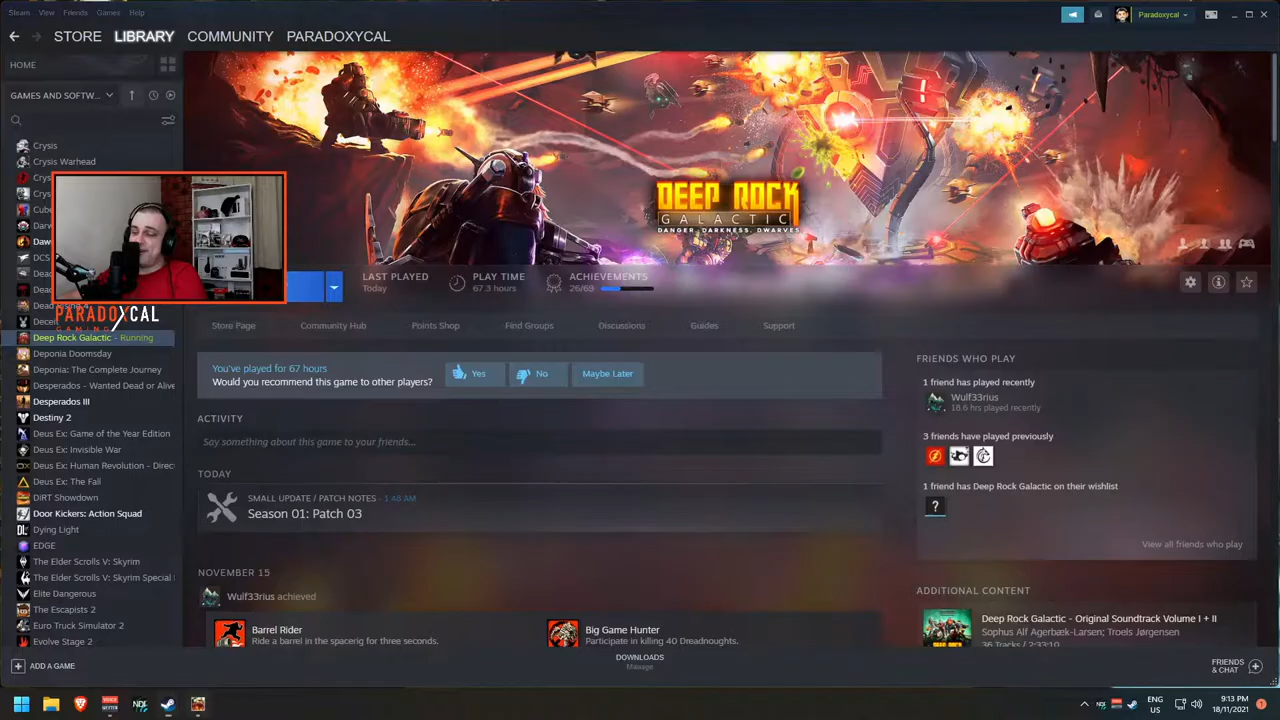 Steam View Friends Games Help
Paradoxycal
STORE LIBRARY COMMUNITY PARADOXYCAL
HOME
GAMES AND SOFTW...
Crysis
Crysis Warhead
Deep Rock Galactic - Running
Deponia Doomsday
Deponia: The Complete Journey
Desperados - Wanted Dead or Alive
Desperados III
Destiny 2
Deus Ex: Game of the Year Edition
Deus Ex: Invisible War
Deus Ex: Human Revolution - Direct
Deus Ex: The Fall
DIRT Showdown
Door Kickers: Action Squad
Dying Light
EDGE
The Elder Scrolls V: Skyrim
The Elder Scrolls V: Skyrim Special
Elite Dangerous
The Escapists 2
Euro Truck Simulator 2
Evolve Stage 2
ADD A GAME
PARADOXYCAL
GAMING
DEEP ROCK
GALACTIC
DANGER. DARKNESS. DWARVES
LAST PLAYED
Today
PLAY TIME
67.3 hours
ACHIEVEMENTS
26/69
Store Page Community Hub Points Shop Find Groups Discussions Guides Support
You've played for 67 hours
Would you recommend this game to other players?
Yes No Maybe Later
ACTIVITY
Say something about this game to your friends...
TODAY
SMALL UPDATE / PATCH NOTES - 1:48 AM
Season 01: Patch 03
NOVEMBER 15
Wulf33rius achieved
Barrel Rider
Ride a barrel in the spacerig for three seconds.
Big Game Hunter
Participate in killing 40 Dreadnoughts.
FRIENDS WHO PLAY
1 friend has played recently
Wulf33rius
18.6 hrs played recently
3 friends have played previously
1 friend has Deep Rock Galactic on their wishlist
?
View all friends who play
ADDITIONAL CONTENT
Deep Rock Galactic - Original Soundtrack Volume I + II
Sophus Alf Agerbæk-Larsen; Troels Jørgensen
36 Tracks / 2:33:10
DOWNLOADS
Manage
FRIENDS
& CHAT
ENG
US
9:13 PM
18/11/2021